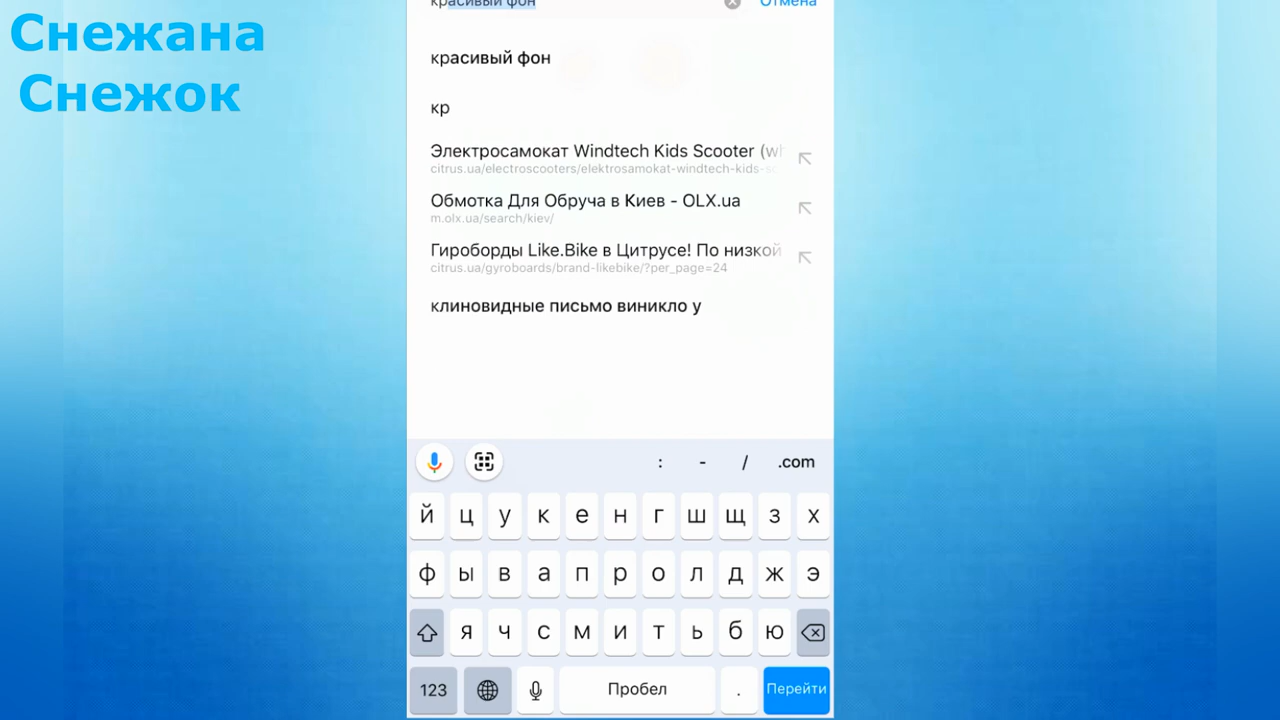 Снежана
Снежок
красивый фон
Отмена
красивый фон
кр
Электросамокат Windtech Kids Scooter (wh
citrus.ua/electroscooters/elektrosamokat-windtech-kids-sc
Обмотка Для Обруча в Киев - OLX.ua
m.olx.ua/search/kiev/
Гироборды Like.Bike в Цитрусе! По низкой
citrus.ua/gyroboards/brand-likebike/?per_page=24
клиновидные письмо виникло у
: - / .com
й ц у к е н г ш щ з х
ф ы в а п р о л д ж э
я ч с м и т ь б ю
123 Пробел . Перейти